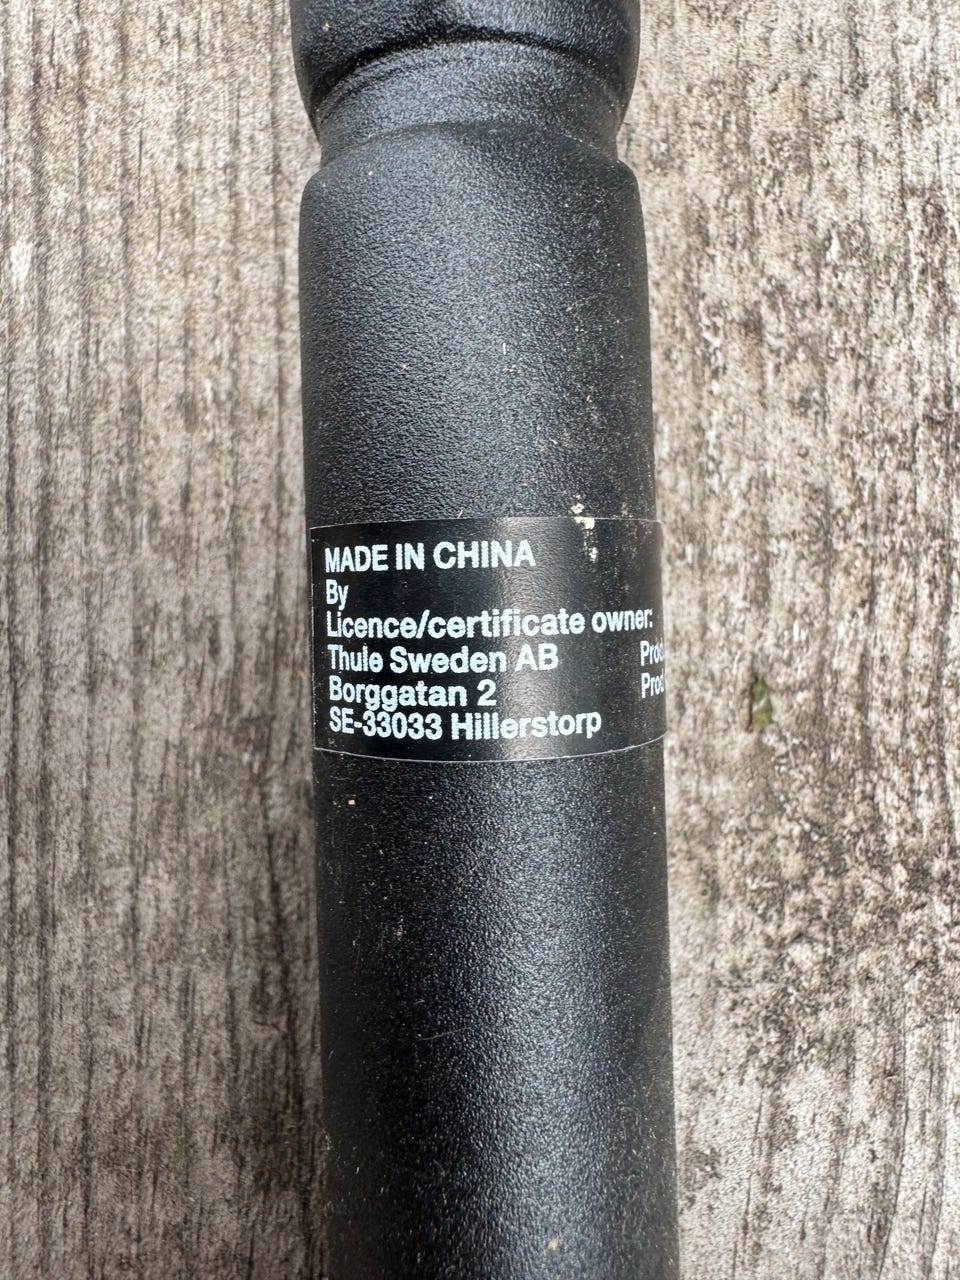 MADE IN CHINA
By
Licence/certificate owner:
Thule Sweden AB
Borggatan 2
SE-33033 Hillerstorp